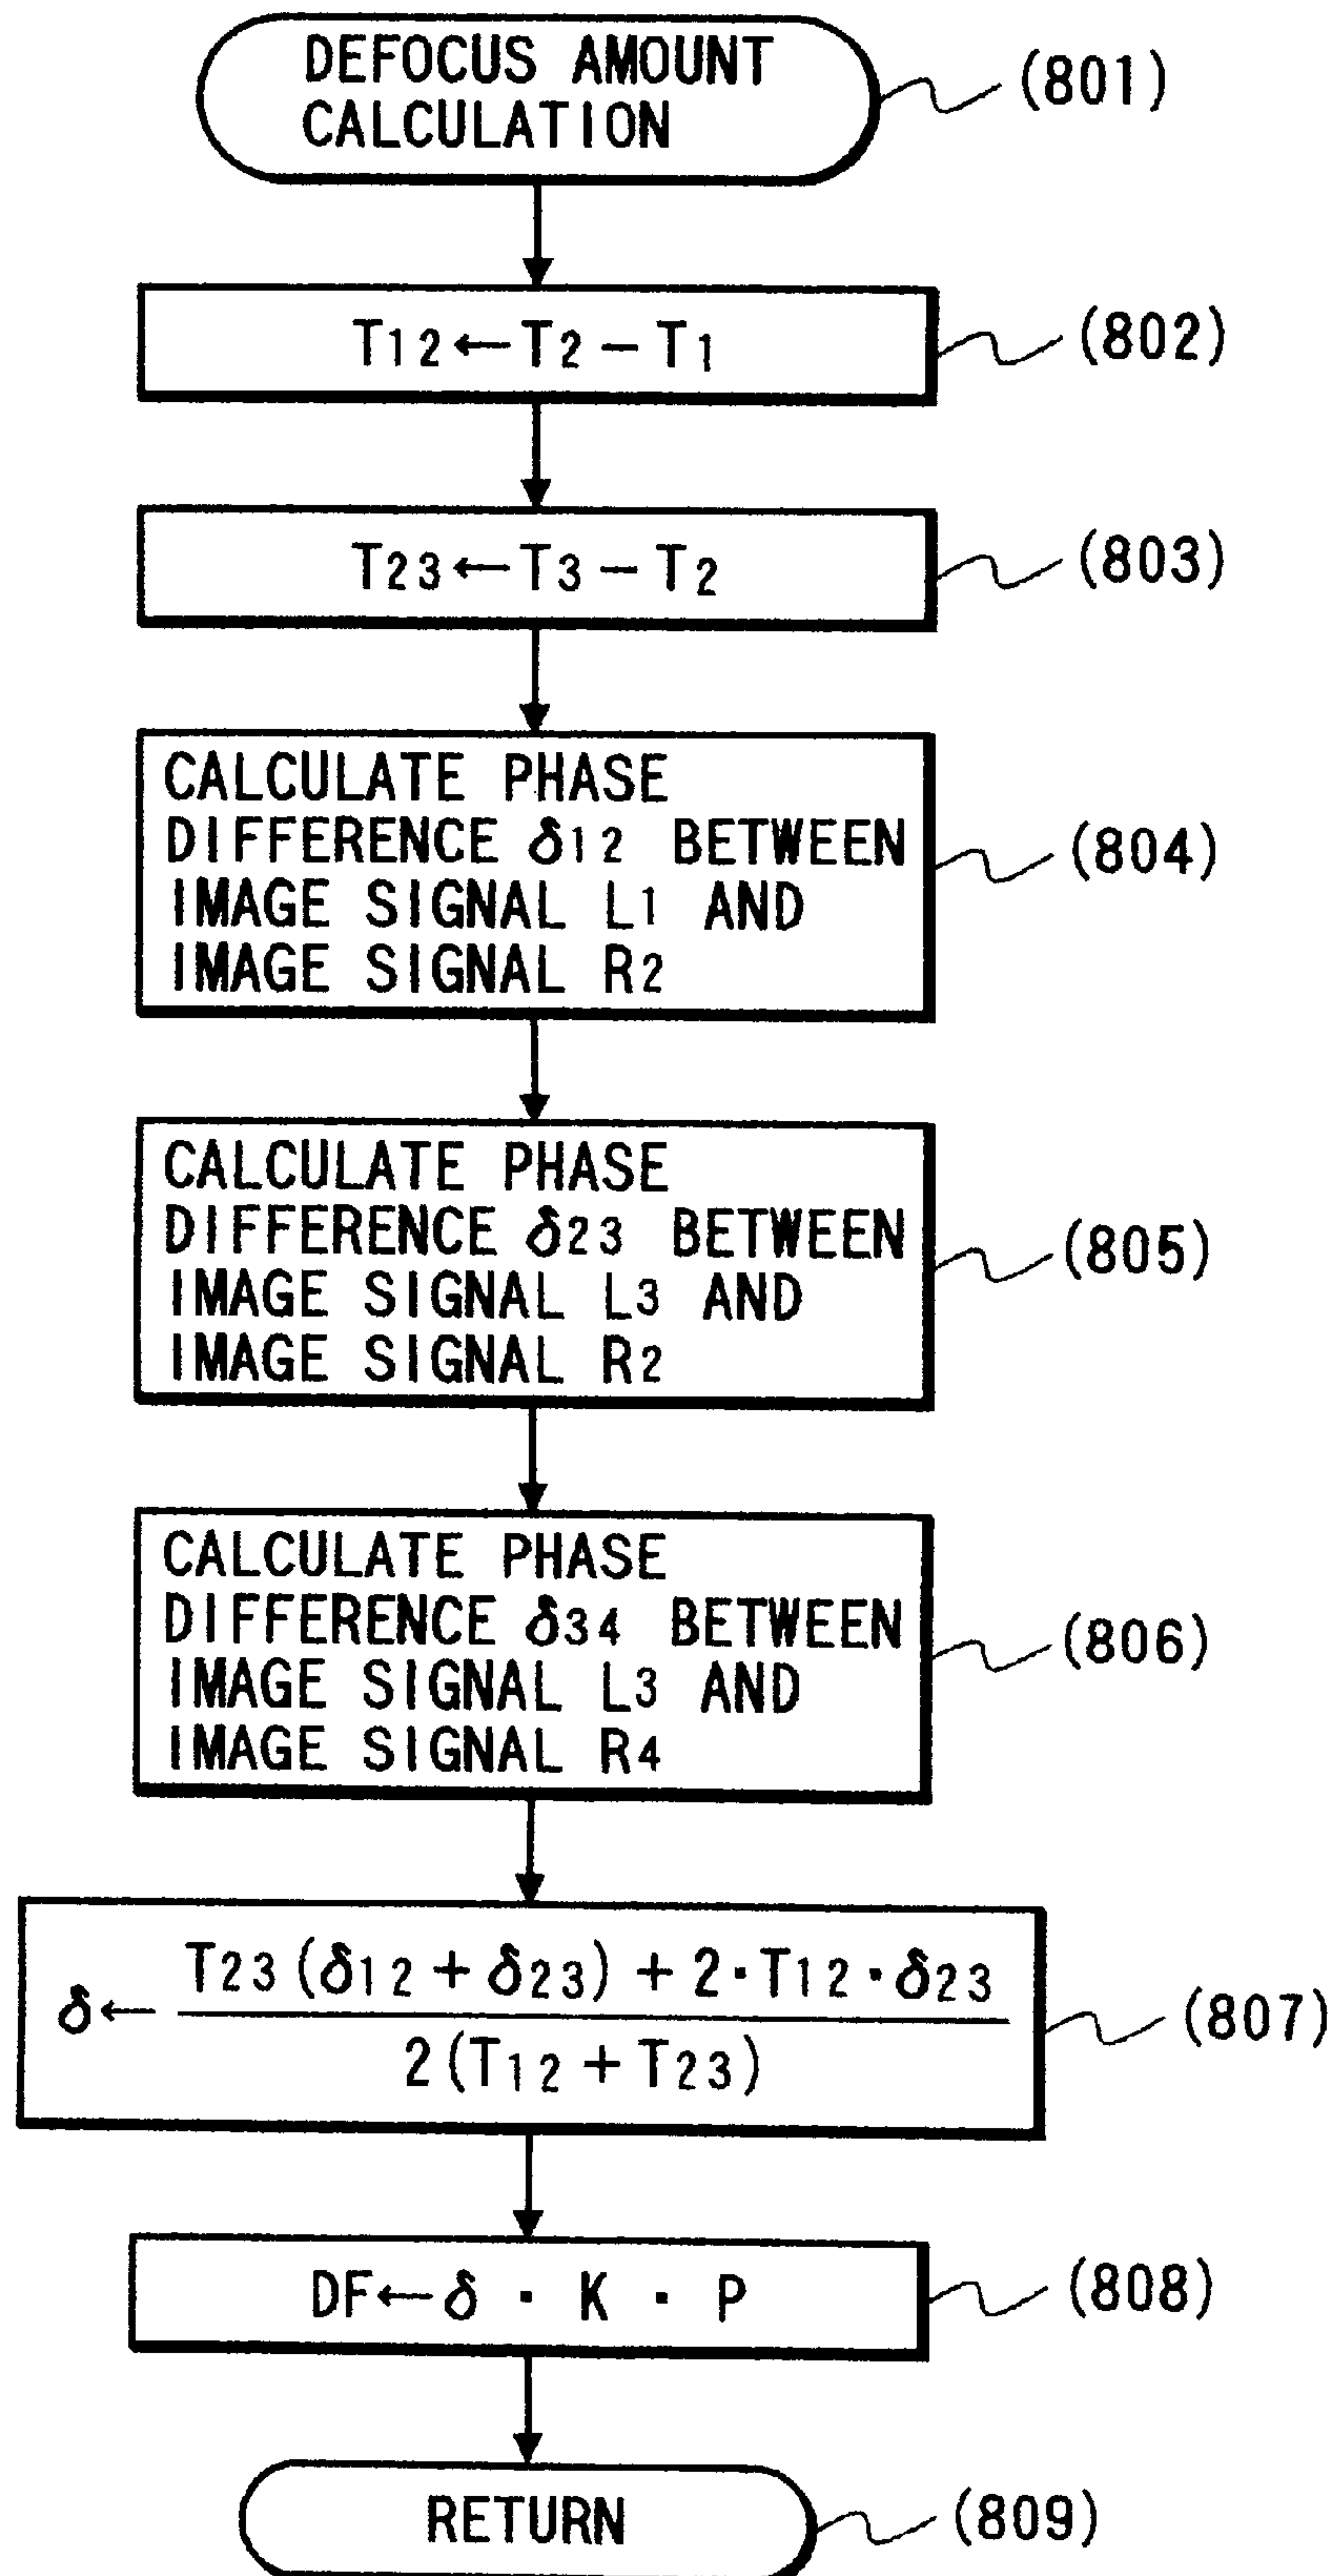 DEFOCUS AMOUNT
CALCULATION
(801)
T12←T2−T1
(802)
T23←T3−T2
(803)
CALCULATE PHASE
DIFFERENCE δ12 BETWEEN
IMAGE SIGNAL L1 AND
IMAGE SIGNAL R2
(804)
CALCULATE PHASE
DIFFERENCE δ23 BETWEEN
IMAGE SIGNAL L3 AND
IMAGE SIGNAL R2
(805)
CALCULATE PHASE
DIFFERENCE δ34 BETWEEN
IMAGE SIGNAL L3 AND
IMAGE SIGNAL R4
(806)
T23(δ12+δ23)+2·T12·δ23
δ←
2(T12+T23)
(807)
DF←δ · K · P
(808)
RETURN
(809)